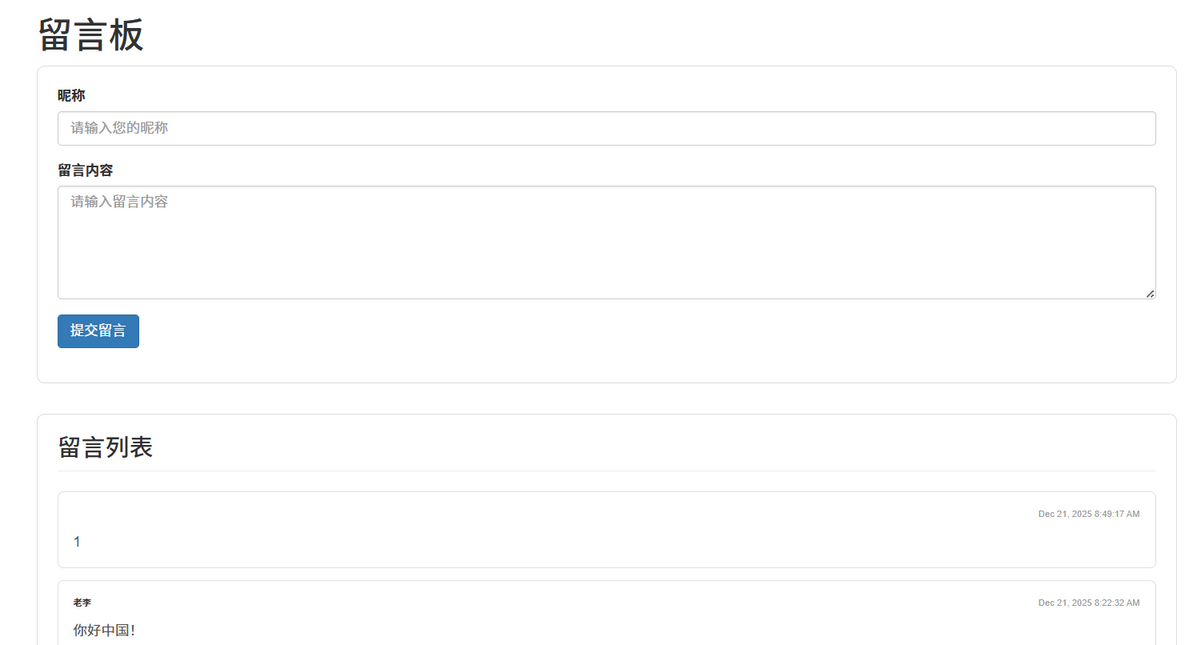 留言板
昵称
请输入您的昵称
留言内容
请输入留言内容
提交留言
留言列表
Dec 21, 2025 8:49:17 AM
1
老李
Dec 21, 2025 8:22:32 AM
你好中国！